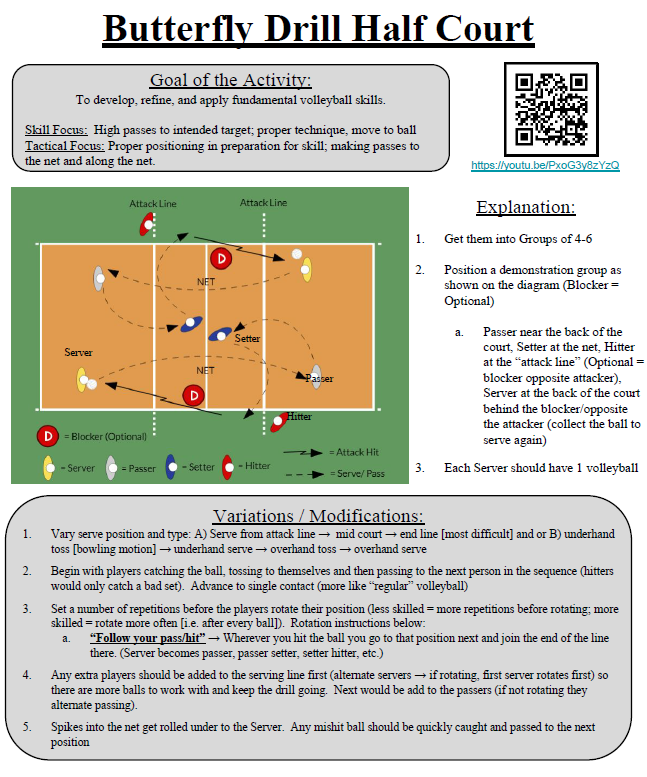 Butterfly Drill Half Court
Goal of the Activity:
To develop, refine, and apply fundamental volleyball skills.
Skill Focus:  High passes to intended target; proper technique, move to ball
Tactical Focus: Proper positioning in preparation for skill; making passes to
the net and along the net.
https://youtu.be/PxoG3y8zYzQ
Attack Line
Attack Line
D
NET
Setter
Server
NET
Passer
D
Hitter
D = Blocker (Optional)
= Attack Hit
= Server = Passer = Setter = Hitter
= Serve/ Pass
Explanation:
1. Get them into Groups of 4-6
2. Position a demonstration group as
shown on the diagram (Blocker =
Optional)
a. Passer near the back of the
court, Setter at the net, Hitter
at the “attack line” (Optional =
blocker opposite attacker),
Server at the back of the court
behind the blocker/opposite
the attacker (collect the ball to
serve again)
3. Each Server should have 1 volleyball
Variations / Modifications:
1. Vary serve position and type: A) Serve from attack line → mid court → end line [most difficult] and or B) underhand
toss [bowling motion] → underhand serve → overhand toss → overhand serve
2. Begin with players catching the ball, tossing to themselves and then passing to the next person in the sequence (hitters
would only catch a bad set).  Advance to single contact (more like “regular” volleyball)
3. Set a number of repetitions before the players rotate their position (less skilled = more repetitions before rotating; more
skilled = rotate more often [i.e. after every ball]).  Rotation instructions below:
a. “Follow your pass/hit” → Wherever you hit the ball you go to that position next and join the end of the line
there. (Server becomes passer, passer setter, setter hitter, etc.)
4. Any extra players should be added to the serving line first (alternate servers → if rotating, first server rotates first) so
there are more balls to work with and keep the drill going.  Next would be add to the passers (if not rotating they
alternate passing).
5. Spikes into the net get rolled under to the Server.  Any mishit ball should be quickly caught and passed to the next
position